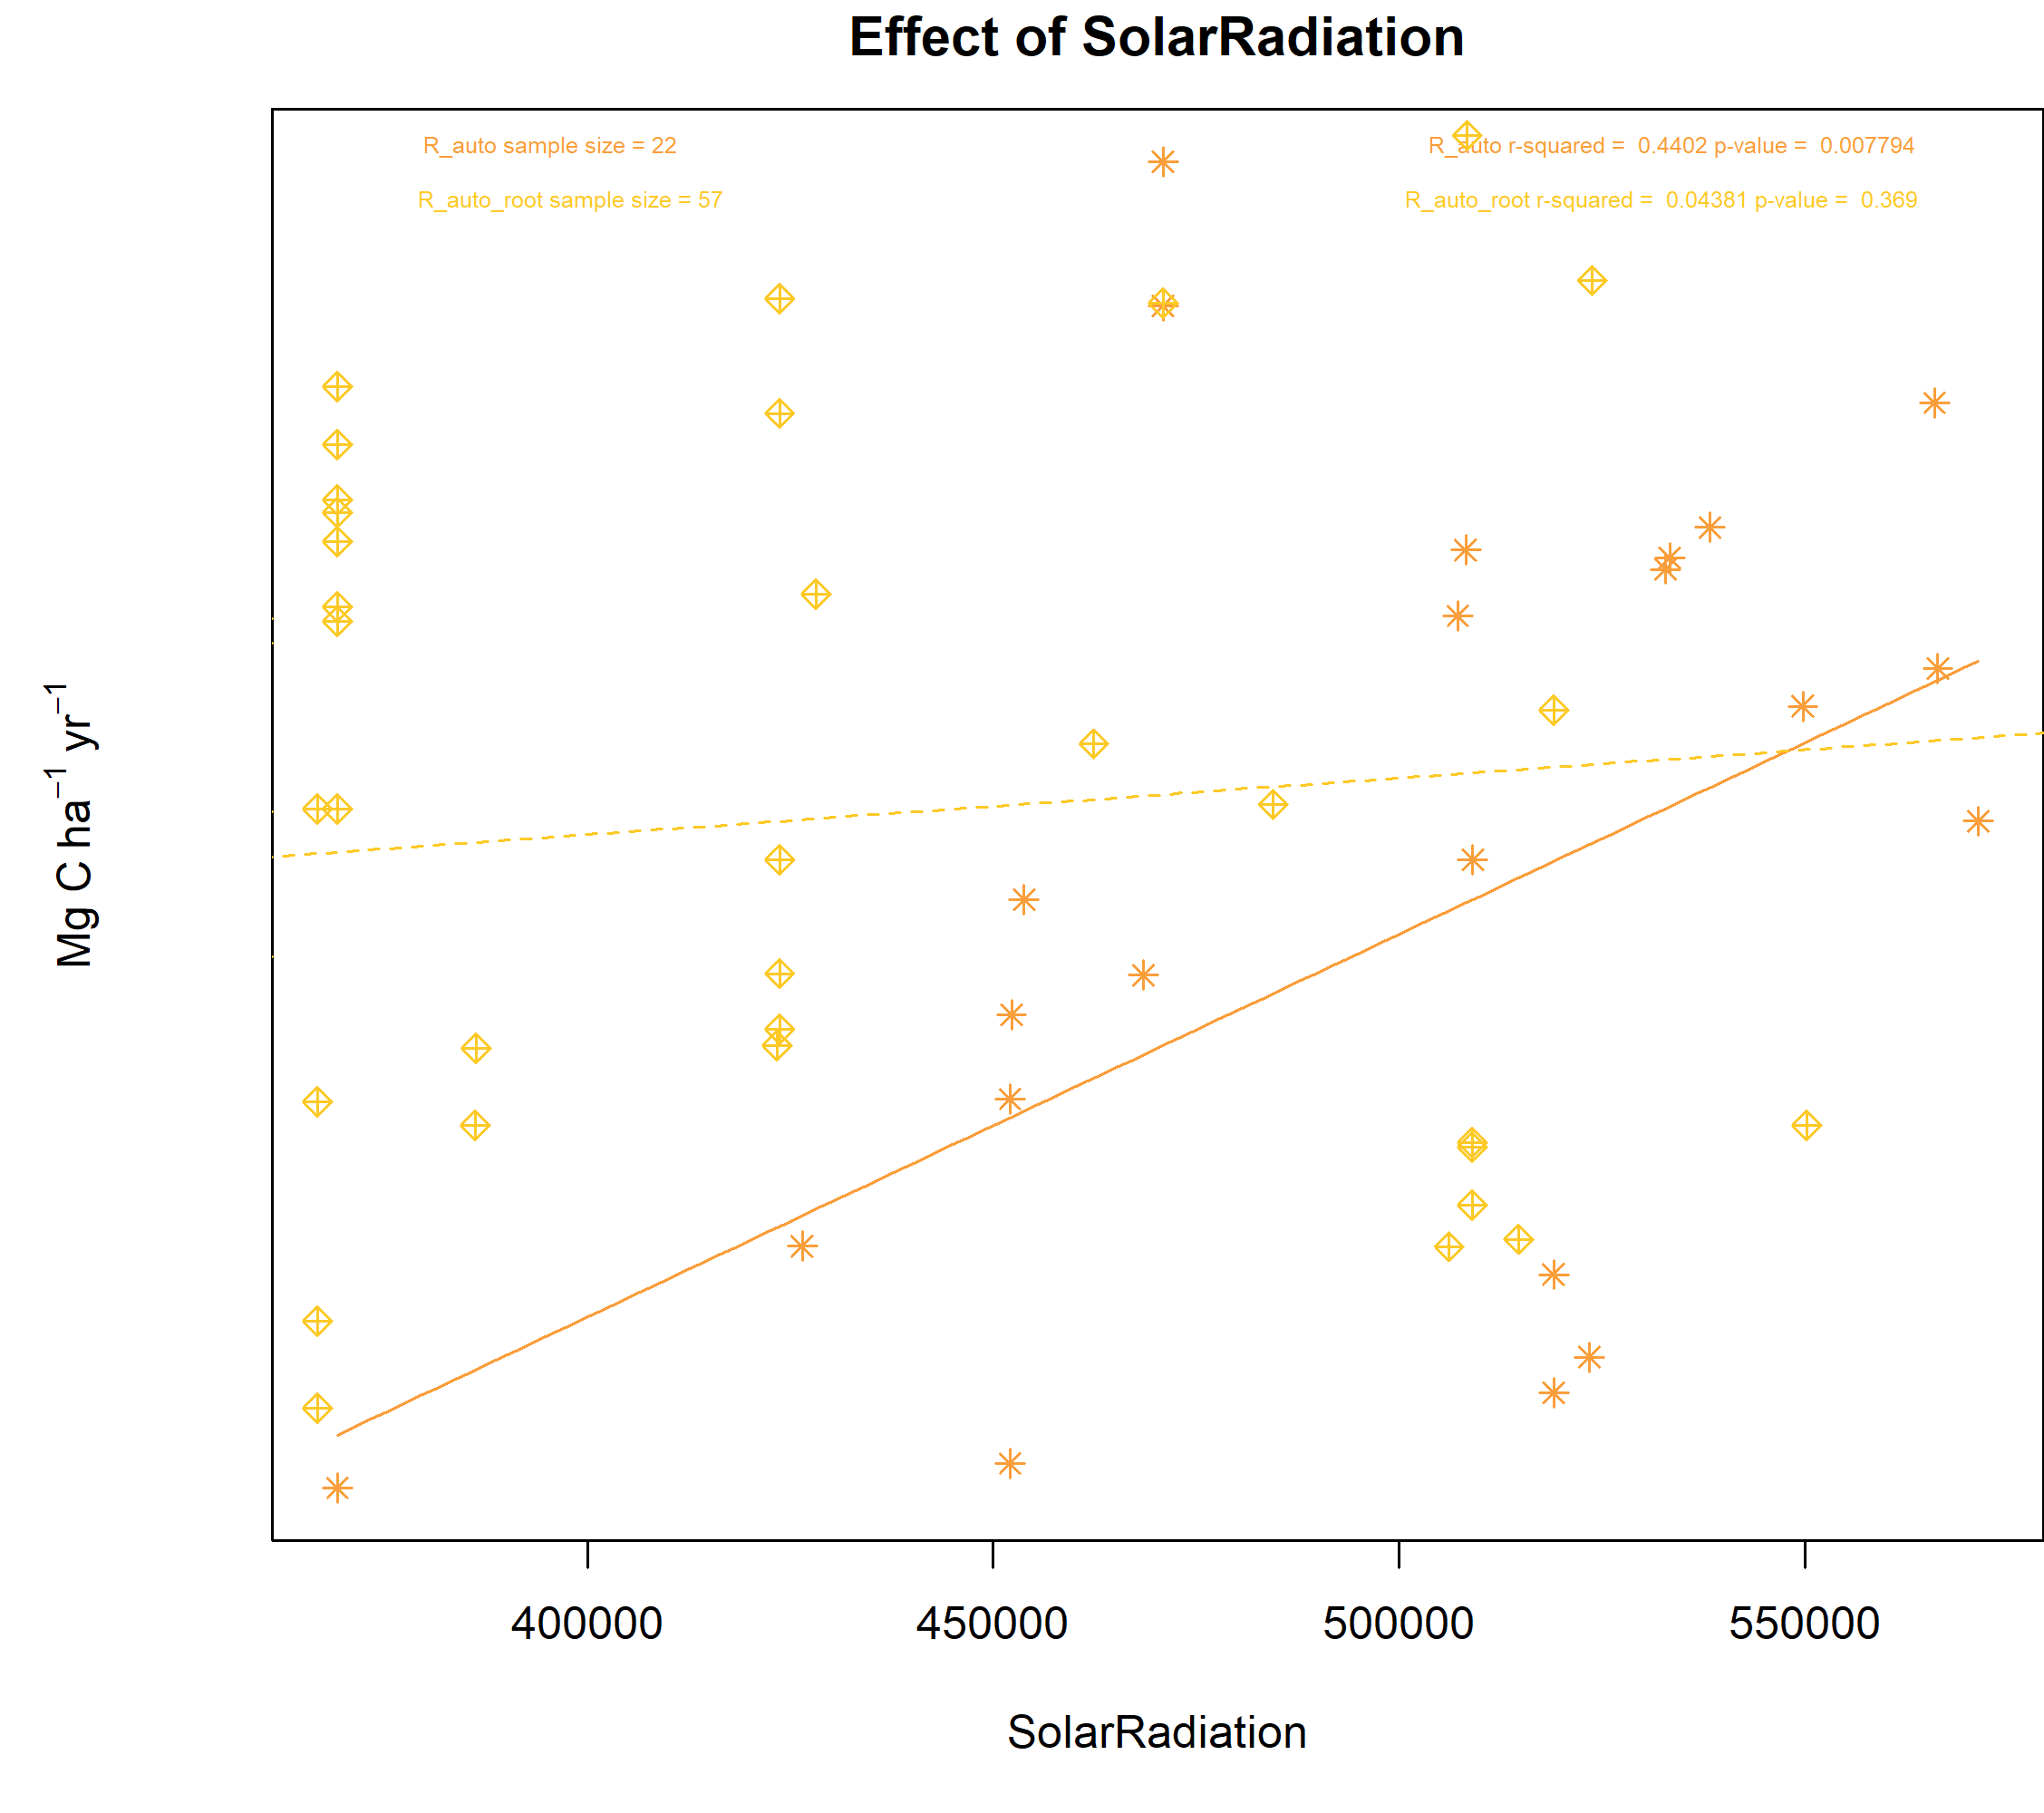 Effect of SolarRadiation
R_auto sample size = 22
R_auto r-squared =  0.4402 p-value =  0.007794
R_auto_root sample size = 57
R_auto_root r-squared =  0.04381 p-value =  0.369
Mg C ha⁻¹ yr⁻¹
400000
450000
500000
550000
SolarRadiation